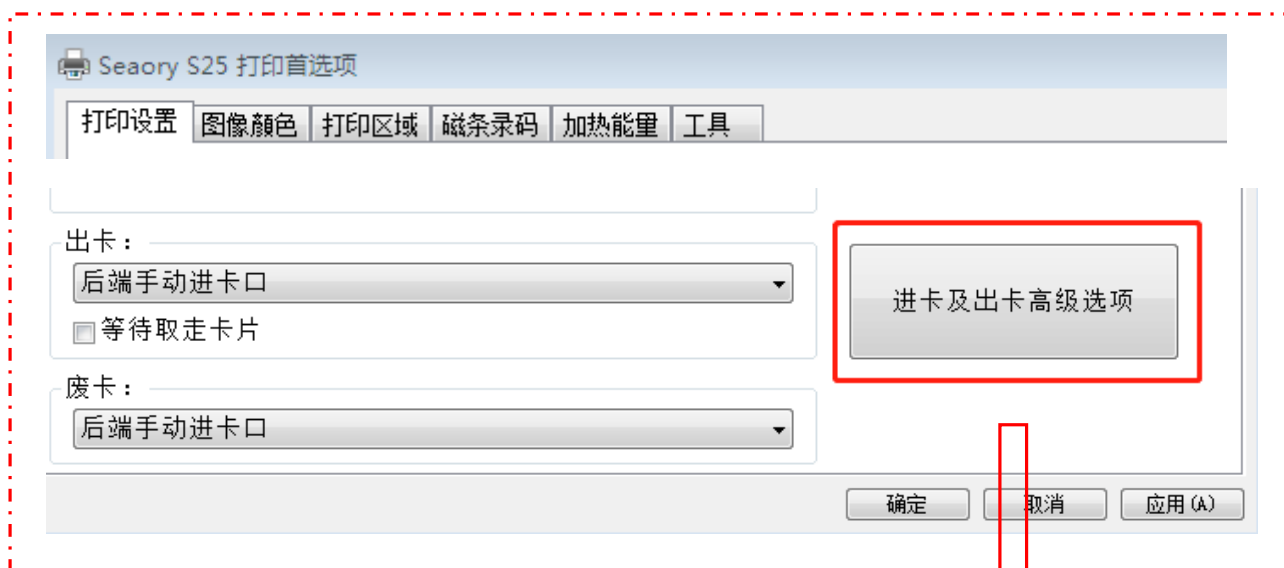 Seaory S25 打印首选项
打印设置 图像顏色 打印区域 磁条录码 加热能量 工具
出卡：
后端手动进卡口
等待取走卡片
进卡及出卡高级选项
废卡：
后端手动进卡口
确定 取消 应用(A)